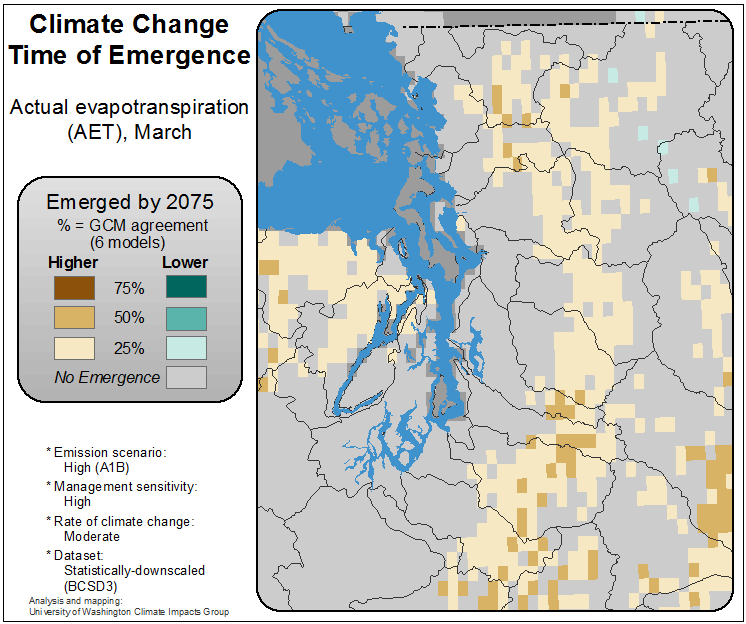 Climate Change
Time of Emergence
Actual evapotranspiration
(AET), March
Emerged by 2075
% = GCM agreement
(6 models)
Higher Lower
75%
50%
25%
No Emergence
* Emission scenario:
High (A1B)
* Management sensitivity:
High
* Rate of climate change:
Moderate
* Dataset:
Statistically-downscaled
(BCSD3)
Analysis and mapping:
University of Washington Climate Impacts Group